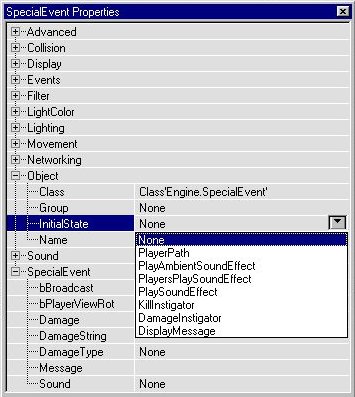 SpecialEvent Properties
Advanced
Collision
Display
Events
Filter
LightColor
Lighting
Movement
Networking
Object
Class Class'Engine.SpecialEvent'
Group None
InitialState None
Name None
PlayerPath
PlayAmbientSoundEffect
PlayersPlaySoundEffect
PlaySoundEffect
KillInstigator
DamageInstigator
DisplayMessage
Sound
SpecialEvent
bBroadcast
bPlayerViewRot
Damage
DamageString
DamageType None
Message
Sound None